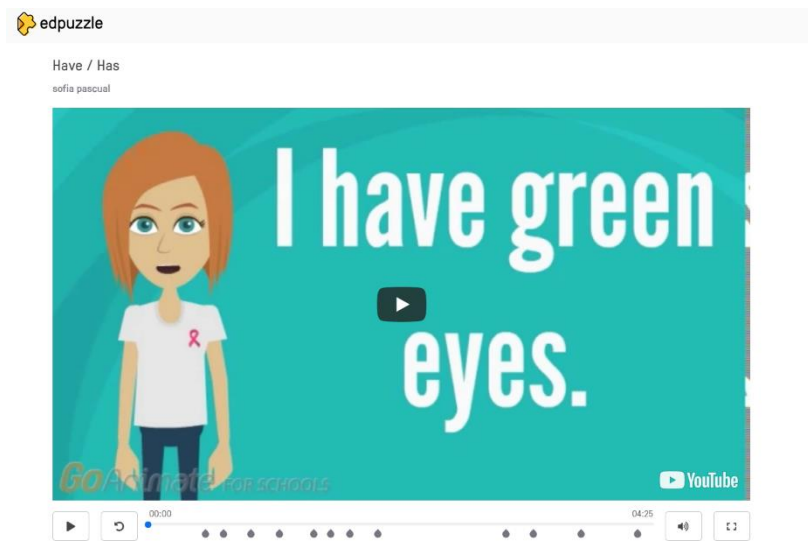 edpuzzle
Have / Has
sofia pascual
I have green
eyes.
GoAnimate FOR SCHOOLS
YouTube
00:00
04:25